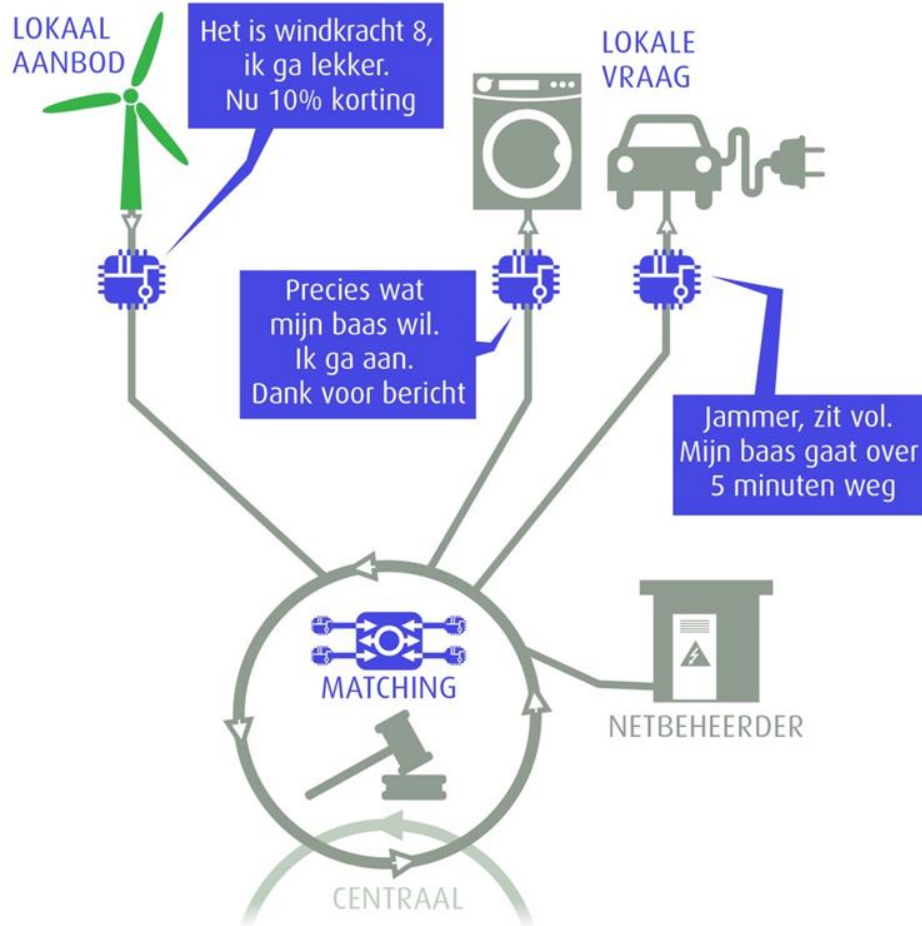 LOKAAL
AANBOD
Het is windkracht 8,
ik ga lekker.
Nu 10% korting
LOKALE
VRAAG
Precies wat
mijn baas wil.
Ik ga aan.
Dank voor bericht
Jammer, zit vol.
Mijn baas gaat over
5 minuten weg
MATCHING
NETBEHEERDER
CENTRAAL